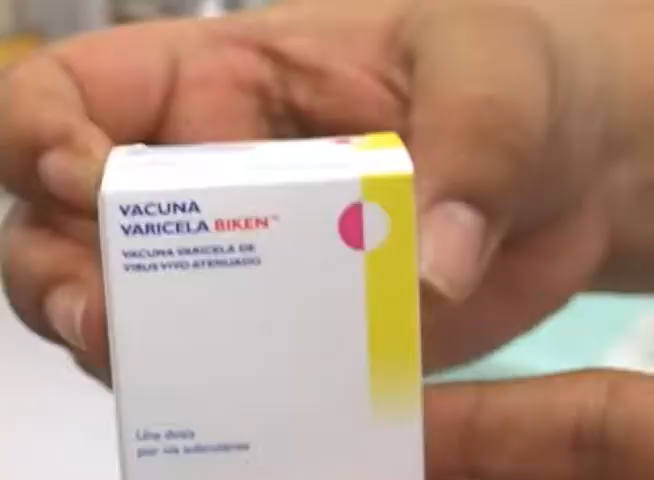 VACUNA
VARICELA BIKEN™
VACUNA VARICELA DE
VIRUS VIVO ATENUADO
Una dosis
por vía subcutánea